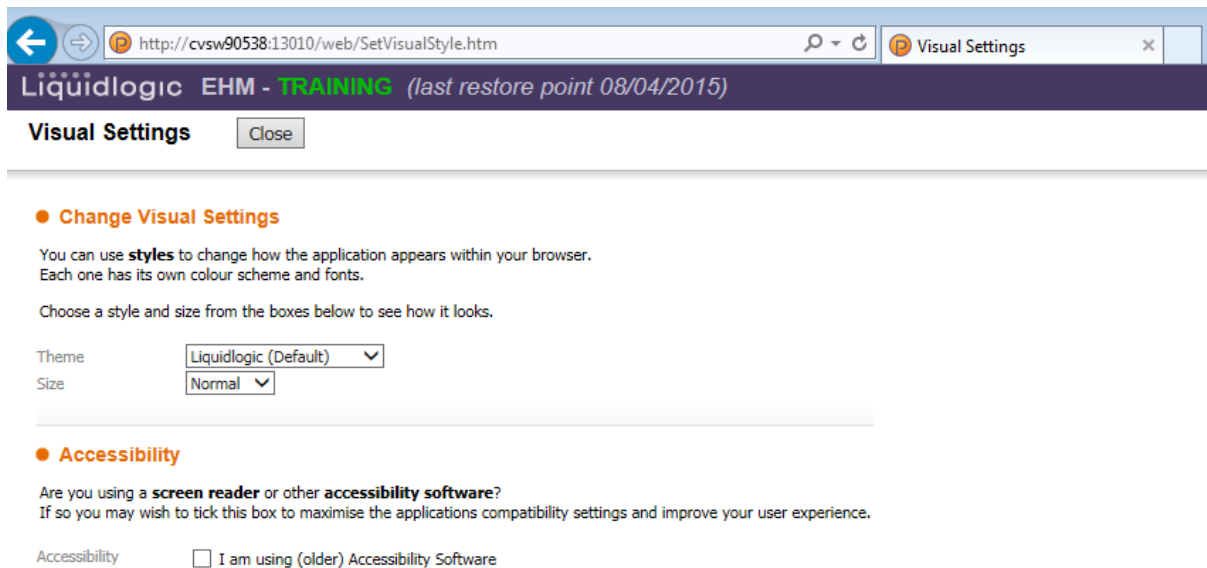 http://cvsw90538:13010/web/SetVisualStyle.htm
Visual Settings
Liquidlogic EHM - TRAINING (last restore point 08/04/2015)
Visual Settings Close
Change Visual Settings
You can use styles to change how the application appears within your browser.
Each one has its own colour scheme and fonts.
Choose a style and size from the boxes below to see how it looks.
Theme Liquidlogic (Default)
Size Normal
Accessibility
Are you using a screen reader or other accessibility software?
If so you may wish to tick this box to maximise the applications compatibility settings and improve your user experience.
Accessibility I am using (older) Accessibility Software